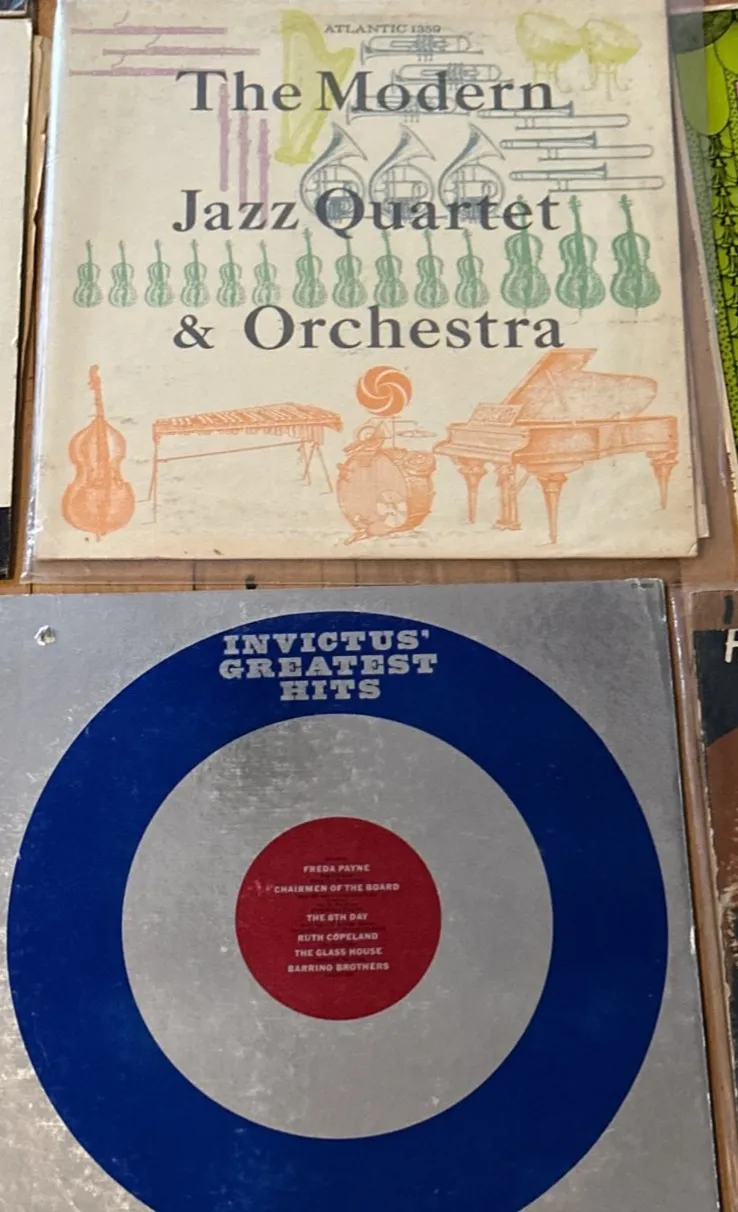 ATLANTIC 1359
The Modern
Jazz Quartet
& Orchestra
INVICTUS'
GREATEST
HITS
FREDA PAYNE
CHAIRMEN OF THE BOARD
THE 8TH DAY
RUTH COPELAND
THE GLASS HOUSE
BARRINO BROTHERS